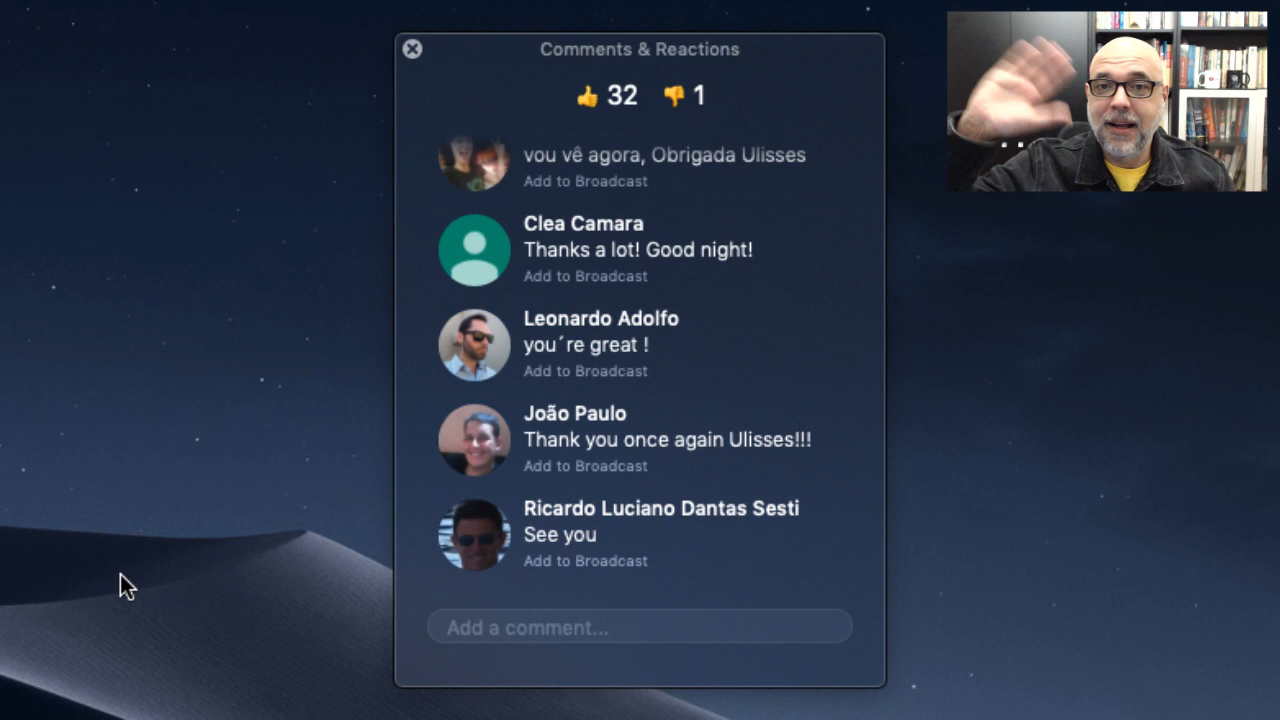 Comments & Reactions
👍 32 👎 1
vou vê agora, Obrigada Ulisses
Add to Broadcast
Clea Camara
Thanks a lot! Good night!
Add to Broadcast
Leonardo Adolfo
you´re great !
Add to Broadcast
João Paulo
Thank you once again Ulisses!!!
Add to Broadcast
Ricardo Luciano Dantas Sesti
See you
Add to Broadcast
Add a comment...